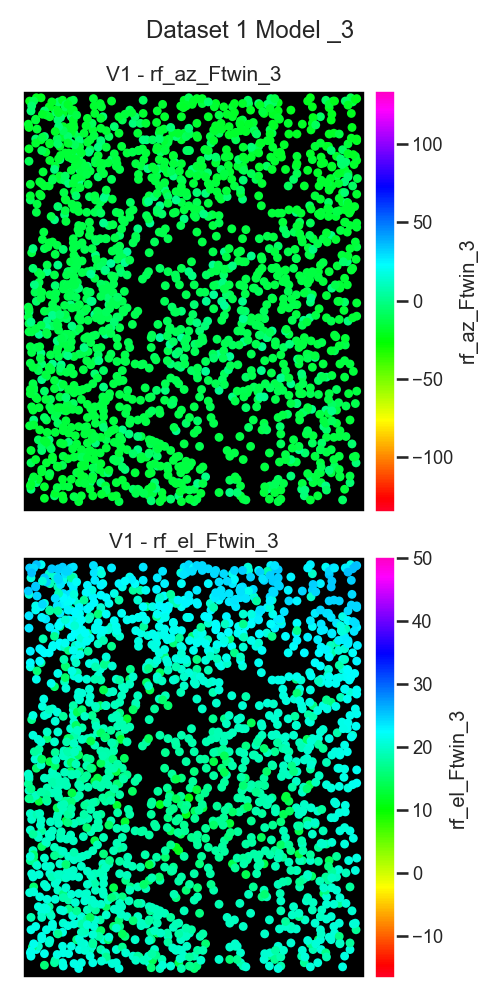 Dataset 1 Model _3
V1 - rf_az_Ftwin_3
100
50
0
−50
−100
rf_az_Ftwin_3
V1 - rf_el_Ftwin_3
50
40
30
20
10
0
−10
rf_el_Ftwin_3